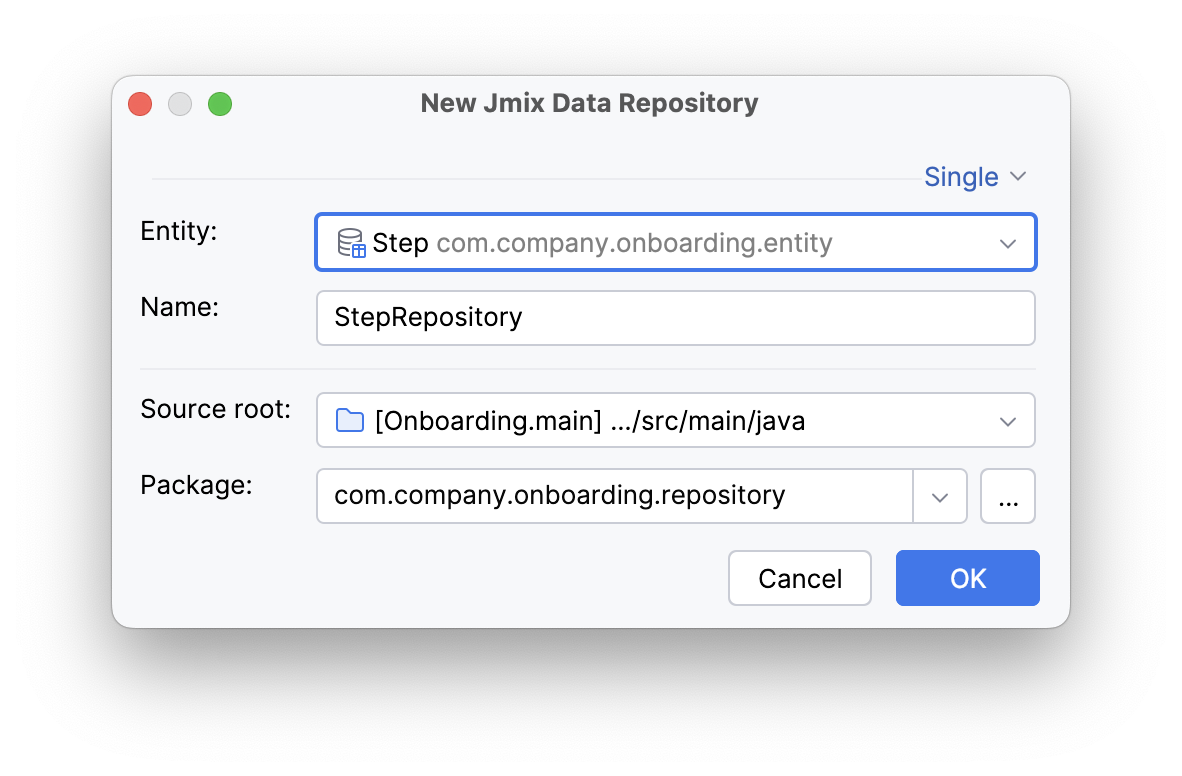 New Jmix Data Repository
Single
Entity: Step com.company.onboarding.entity
Name: StepRepository
Source root: [Onboarding.main] .../src/main/java
Package: com.company.onboarding.repository ...
Cancel OK